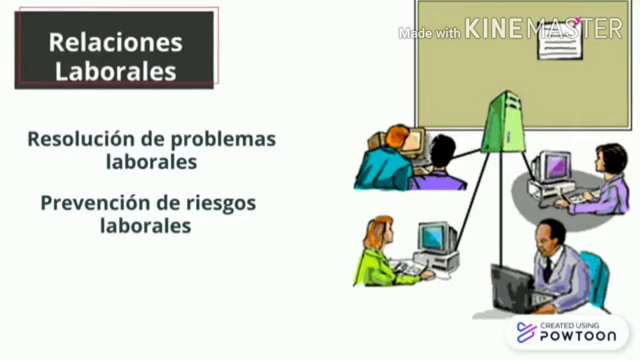 Relaciones
Laborales
Made with KINEMASTER
Resolución de problemas
laborales
Prevención de riesgos
laborales
CREATED USING
POWTOON